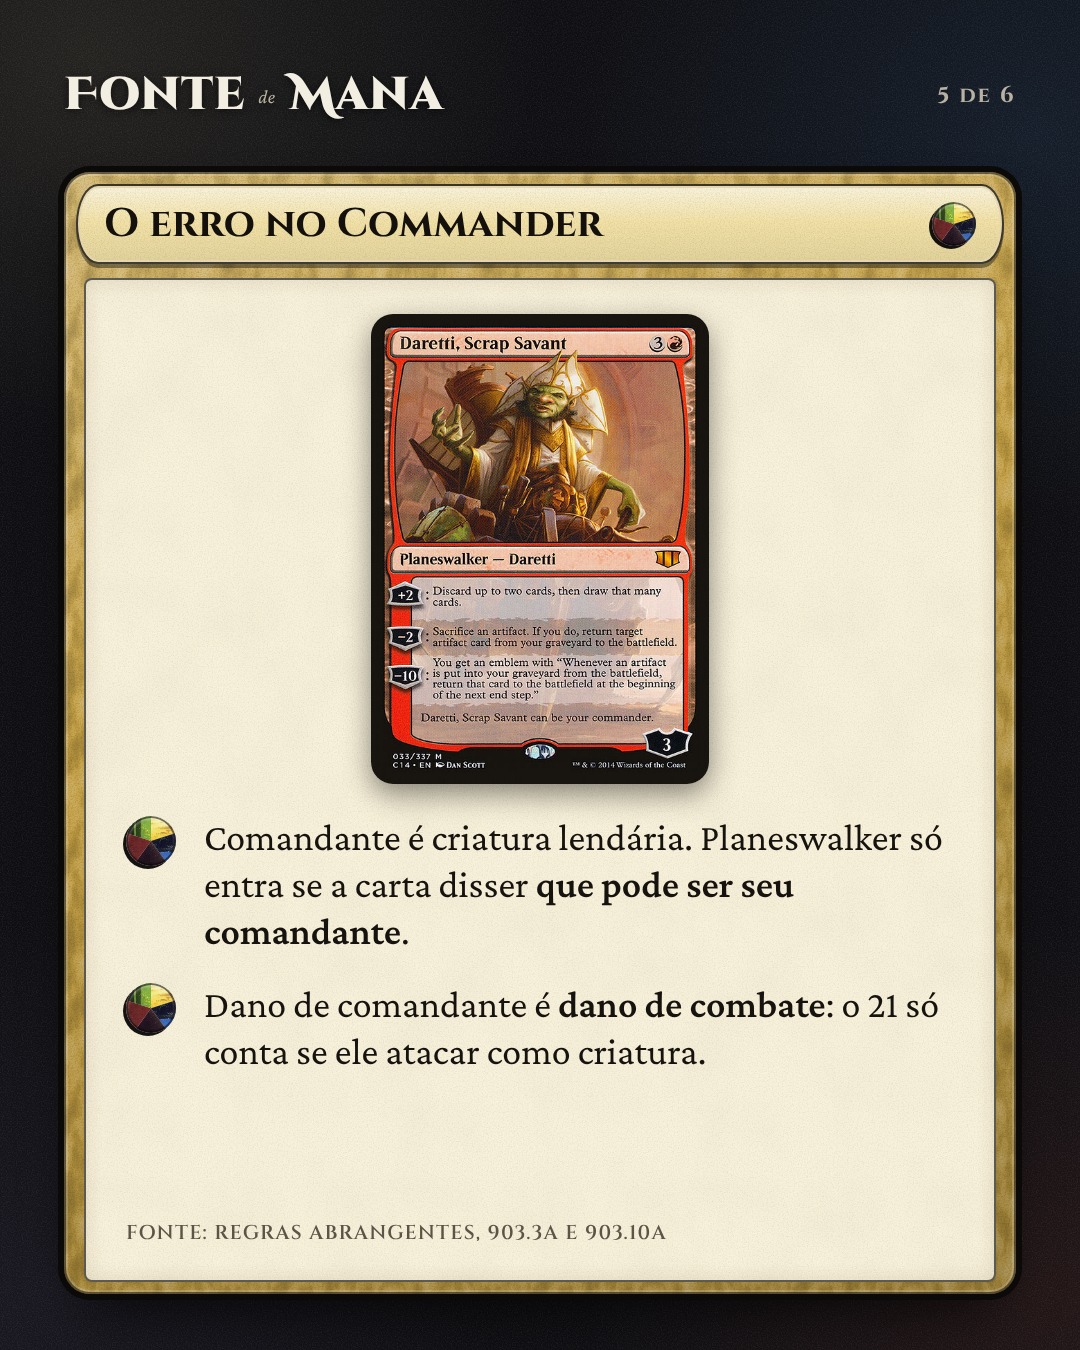 Fonte de Mana
5 de 6
O erro no Commander
Daretti, Scrap Savant 3
Planeswalker — Daretti
+2 : Discard up to two cards, then draw that many
cards.
−2 : Sacrifice an artifact. If you do, return target
artifact card from your graveyard to the battlefield.
−10 : You get an emblem with “Whenever an artifact
is put into your graveyard from the battlefield,
return that card to the battlefield at the beginning
of the next end step.”
Daretti, Scrap Savant can be your commander.
3
033/337 M
C14 • EN Dan Scott
™ & © 2014 Wizards of the Coast
Comandante é criatura lendária. Planeswalker só
entra se a carta disser que pode ser seu
comandante.
Dano de comandante é dano de combate: o 21 só
conta se ele atacar como criatura.
Fonte: Regras Abrangentes, 903.3a e 903.10a